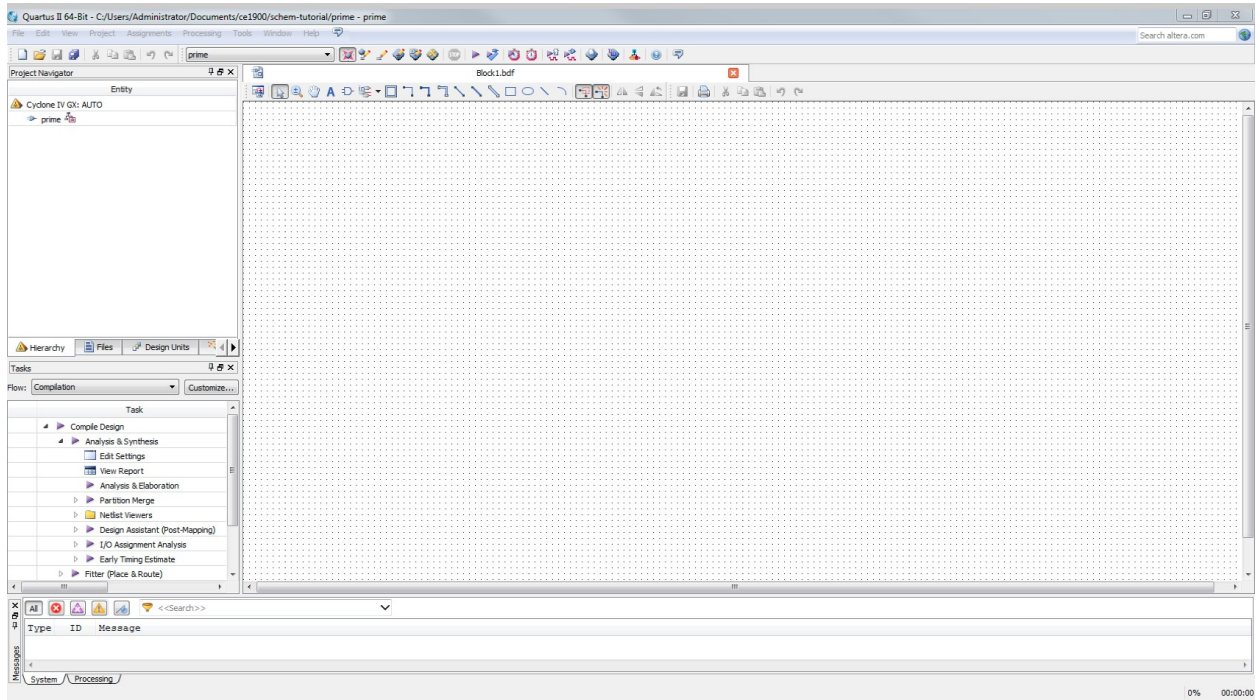 Quartus II 64-Bit - C:/Users/Administrator/Documents/ce1900/schem-tutorial/prime - prime
File Edit View Project Assignments Processing Tools Window Help
Search altera.com
prime
Project Navigator
Block1.bdf
Entity
Cyclone IV GX: AUTO
prime
Hierarchy Files Design Units
Tasks
Flow: Compilation Customize...
Task
Compile Design
Analysis & Synthesis
Edit Settings
View Report
Analysis & Elaboration
Partition Merge
Netlist Viewers
Design Assistant (Post-Mapping)
I/O Assignment Analysis
Early Timing Estimate
Fitter (Place & Route)
All <<Search>>
Type ID Message
Messages
System Processing
0% 00:00:00